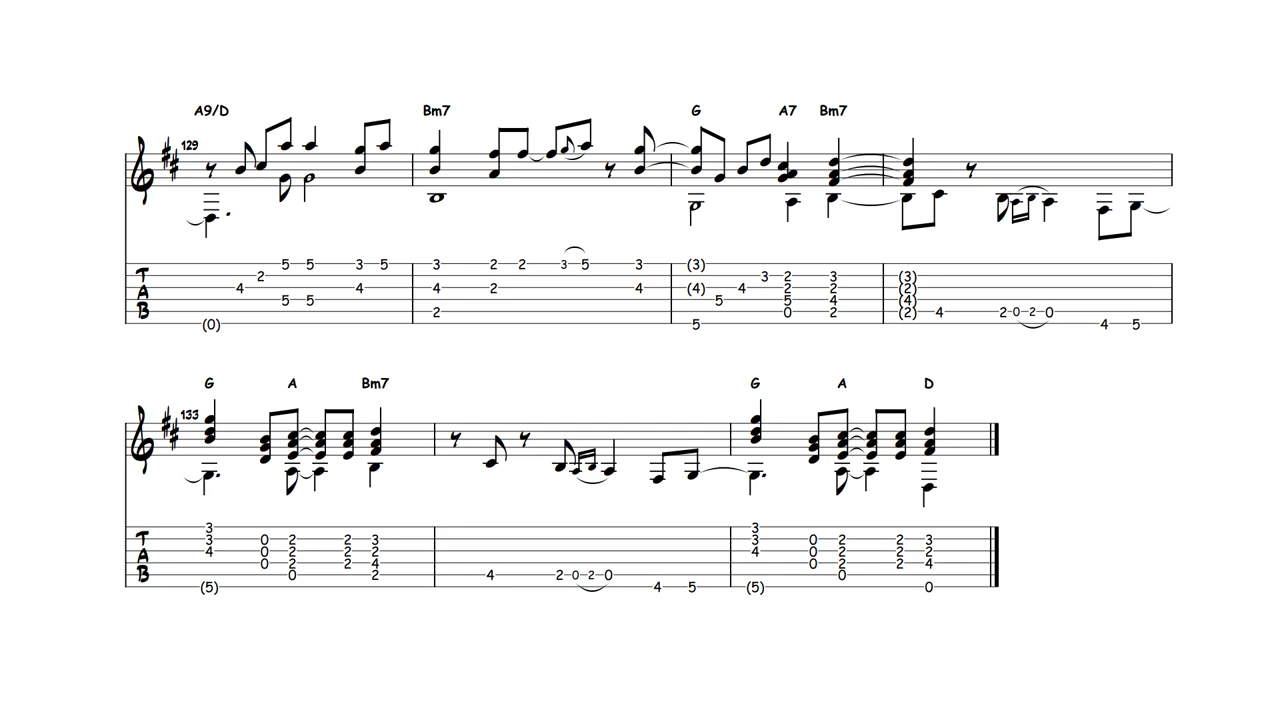 A9/D Bm7 G A7 Bm7
129
5 5 3 5 3 2 2 3 5 3 (3)
2 3 2 3 (3)
4 4 4 2 4 (4) 4 2 2 (2)
5 5 5 5 4 (4)
2 0 2 (2) 4 2 0 2 0
(0) 5 4 5
T
A
B
G A Bm7 G A D
133
3 3
3 0 2 2 3 3 0 2 2 3
4 0 2 2 2 4 0 2 2 2
0 2 2 4 0 2 2 4
0 2 4 2 0 2 0 0
(5) 4 5 (5) 0
T
A
B